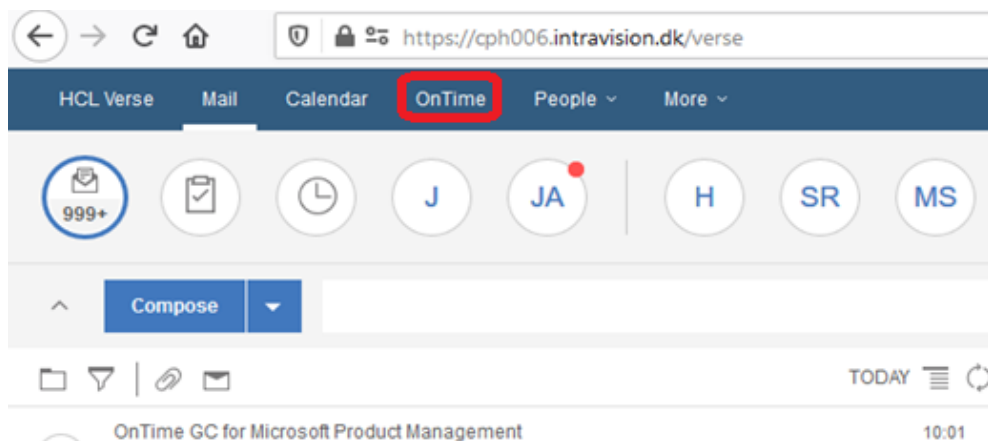 https://cph006.intravision.dk/verse
HCL Verse Mail Calendar OnTime People More
999+ J JA H SR MS
Compose
TODAY
OnTime GC for Microsoft Product Management 10:01